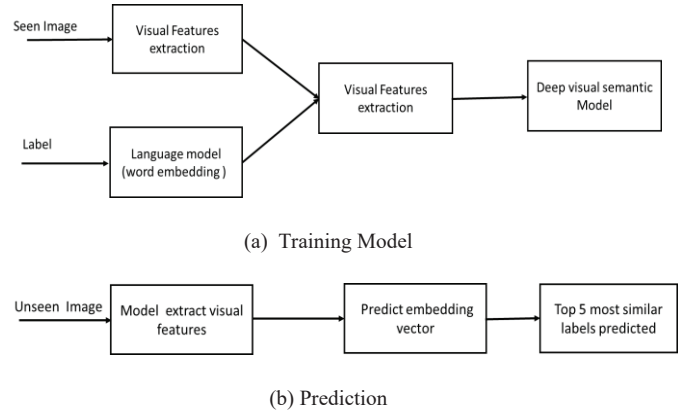 Seen Image
Visual Features
extraction
Visual Features
extraction
Deep visual semantic
Model
Label
Language model
(word embedding )
(a) Training Model
Unseen Image
Model extract visual
features
Predict embedding
vector
Top 5 most similar
labels predicted
(b) Prediction